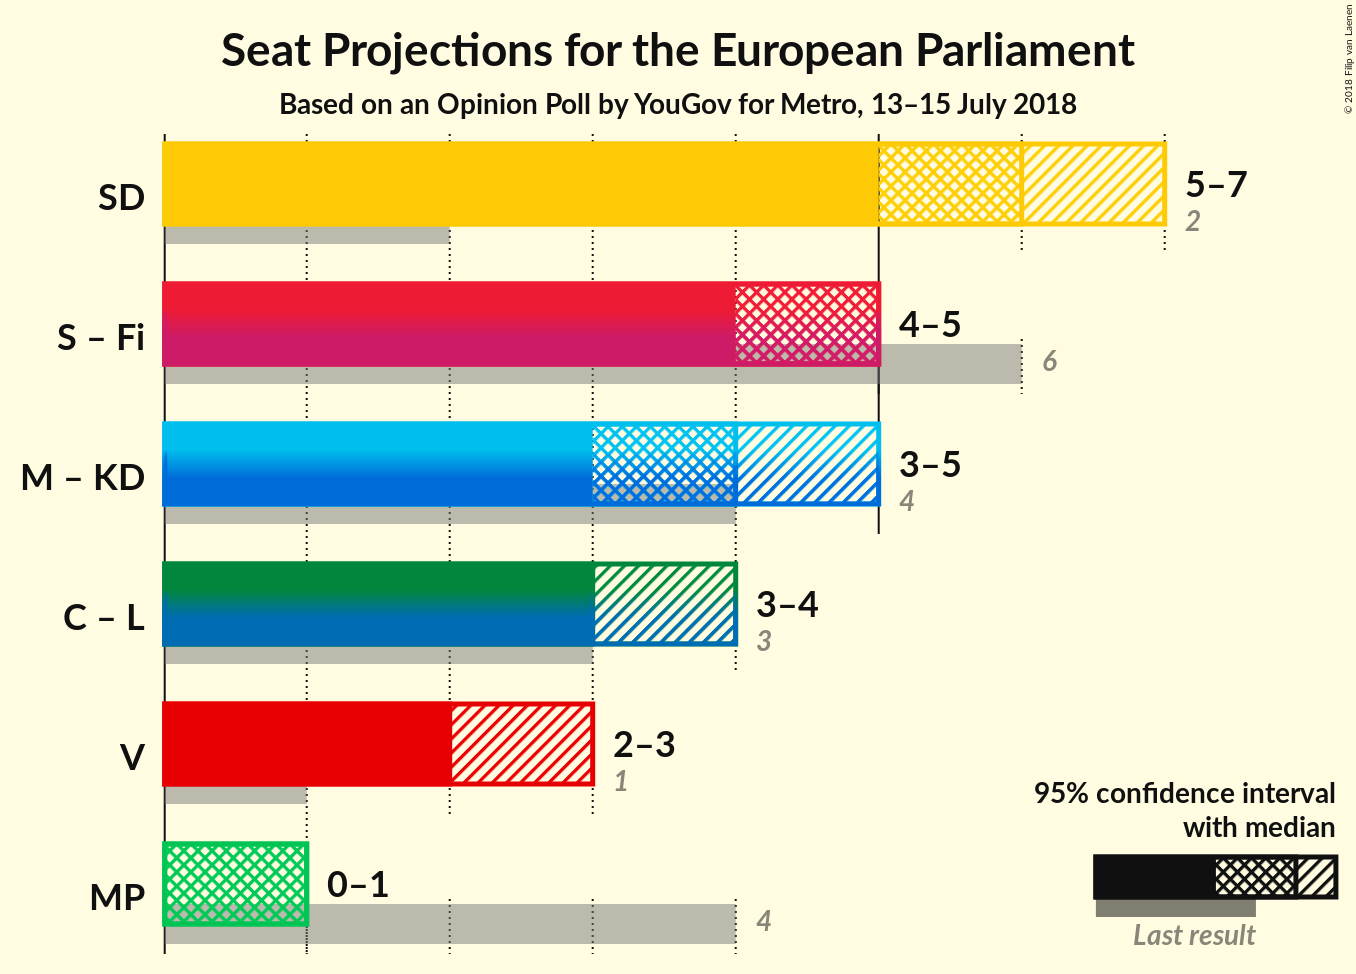 Seat Projections for the European Parliament
Based on an Opinion Poll by YouGov for Metro, 13–15 July 2018
© 2018 Filip van Laenen
SD
5–7
2
S – Fi
4–5
6
M – KD
3–5
4
C – L
3–4
3
V
2–3
1
MP
0–1
4
95% confidence interval
with median
Last result